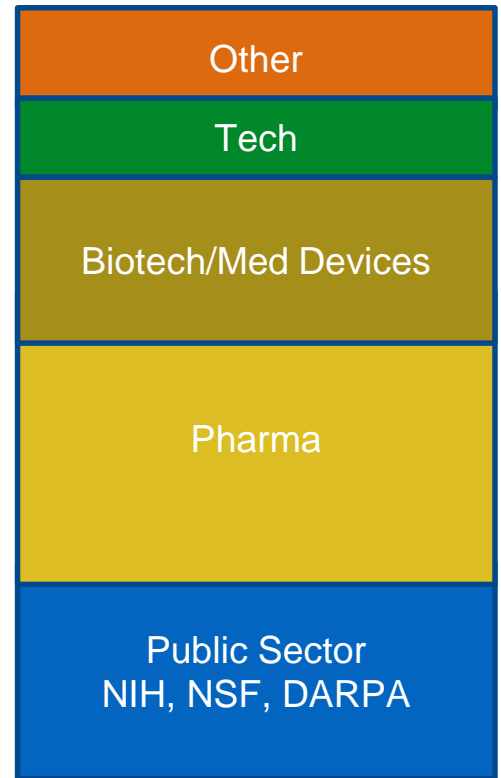 Other
Tech
Biotech/Med Devices
Pharma
Public Sector
NIH, NSF, DARPA